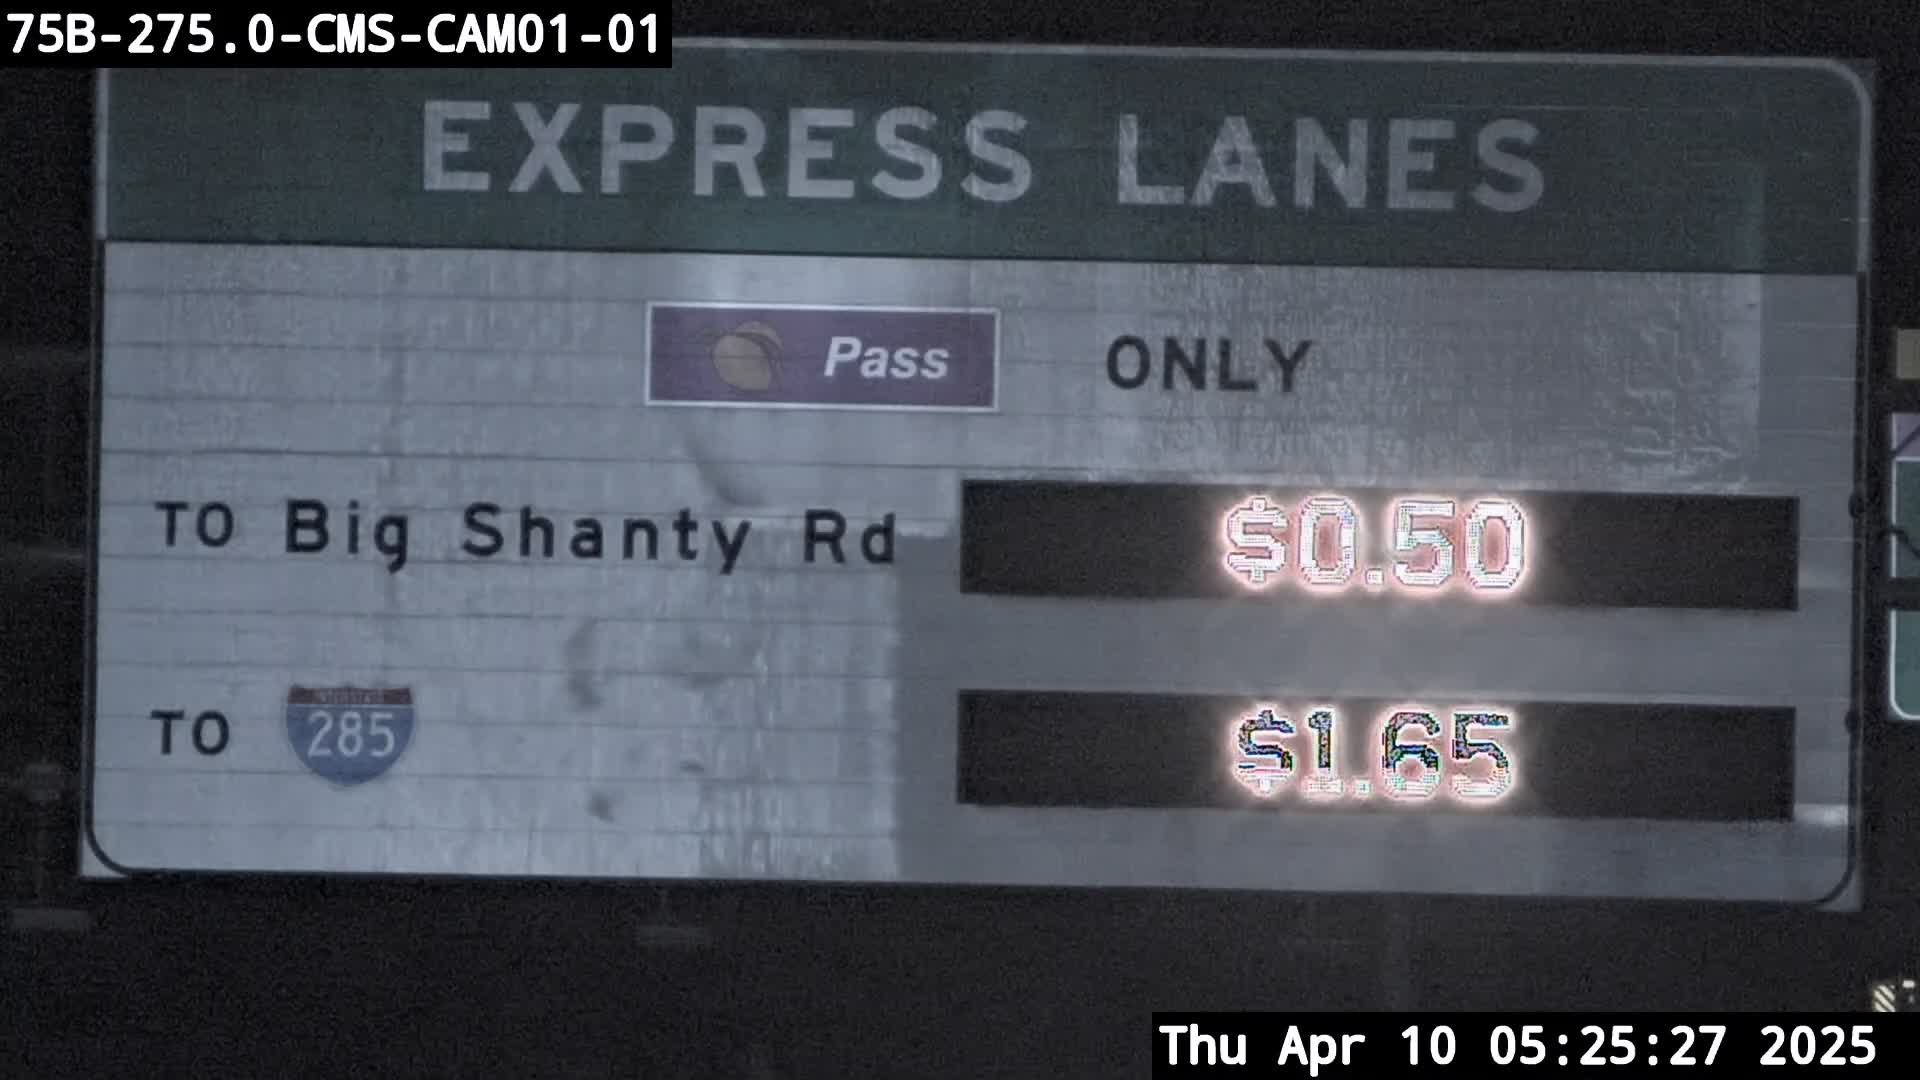 75B-275.0-CMS-CAM01-01
EXPRESS LANES
Pass ONLY
TO Big Shanty Rd $0.50
INTERSTATE
TO 285 $1.65
Thu Apr 10 05:25:27 2025